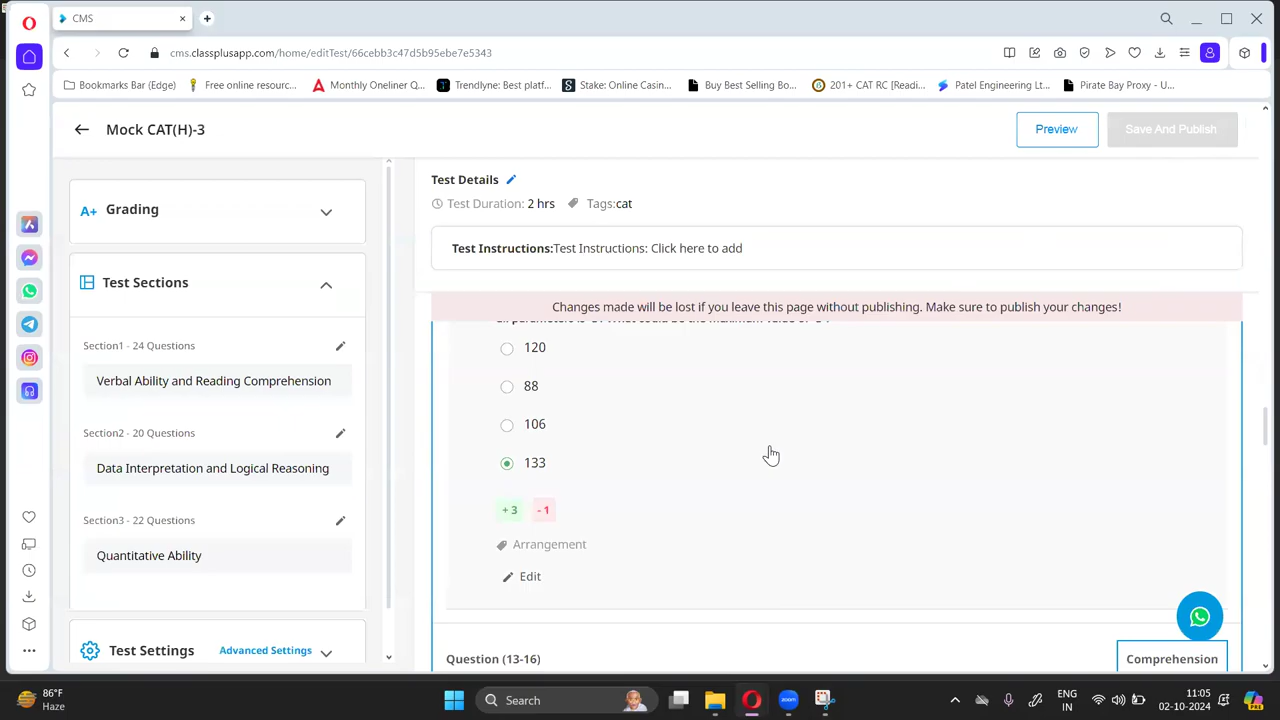 CMS
cms.classplusapp.com/home/editTest/66cebb3c47d5b95ebe7e5343
Bookmarks Bar (Edge)
Free online resourc...
Monthly Oneliner Q...
Trendlyne: Best platf...
Stake: Online Casin...
Buy Best Selling Bo...
201+ CAT RC [Readi...
Patel Engineering Lt...
Pirate Bay Proxy - U...
Mock CAT(H)-3
Preview
Save And Publish
A+ Grading
Test Sections
Section1 - 24 Questions
Verbal Ability and Reading Comprehension
Section2 - 20 Questions
Data Interpretation and Logical Reasoning
Section3 - 22 Questions
Quantitative Ability
Test Settings
Advanced Settings
Test Details
Test Duration: 2 hrs
Tags:cat
Test Instructions:Test Instructions: Click here to add
Changes made will be lost if you leave this page without publishing. Make sure to publish your changes!
120
88
106
133
+ 3
- 1
Arrangement
Edit
Question (13-16)
Comprehension
86°F
Haze
Search
zoom
ENG
IN
11:05
02-10-2024